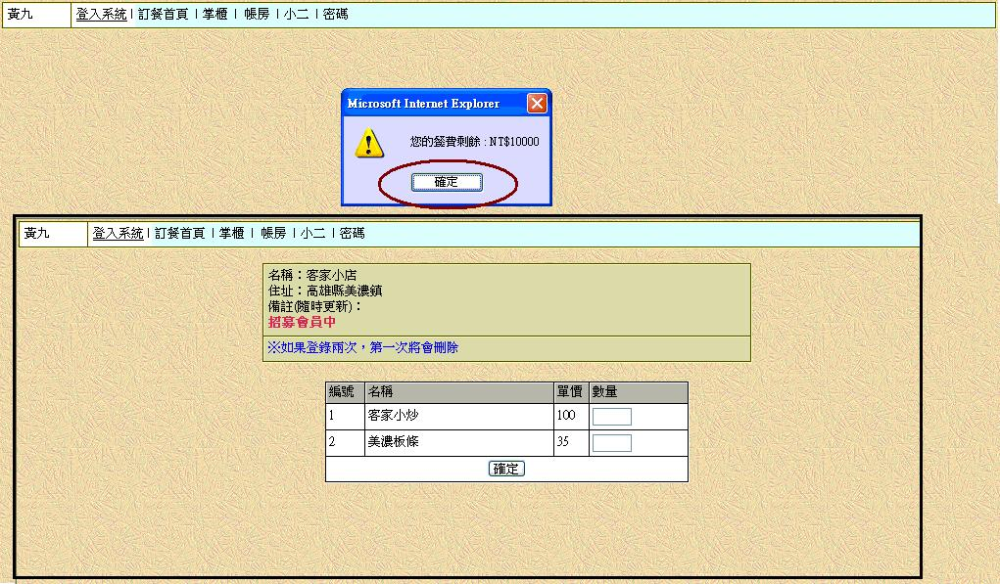 黃九 登入系統 | 訂餐首頁 | 掌櫃 | 帳房 | 小二 | 密碼
Microsoft Internet Explorer
您的餐費剩餘 : NT$10000
確定
黃九 登入系統 | 訂餐首頁 | 掌櫃 | 帳房 | 小二 | 密碼
名稱：客家小店
住址：高雄縣美濃鎮
備註(隨時更新)：
招募會員中
※如果登錄兩次，第一次將會刪除
編號 名稱 單價 數量
1 客家小炒 100
2 美濃板條 35
確定